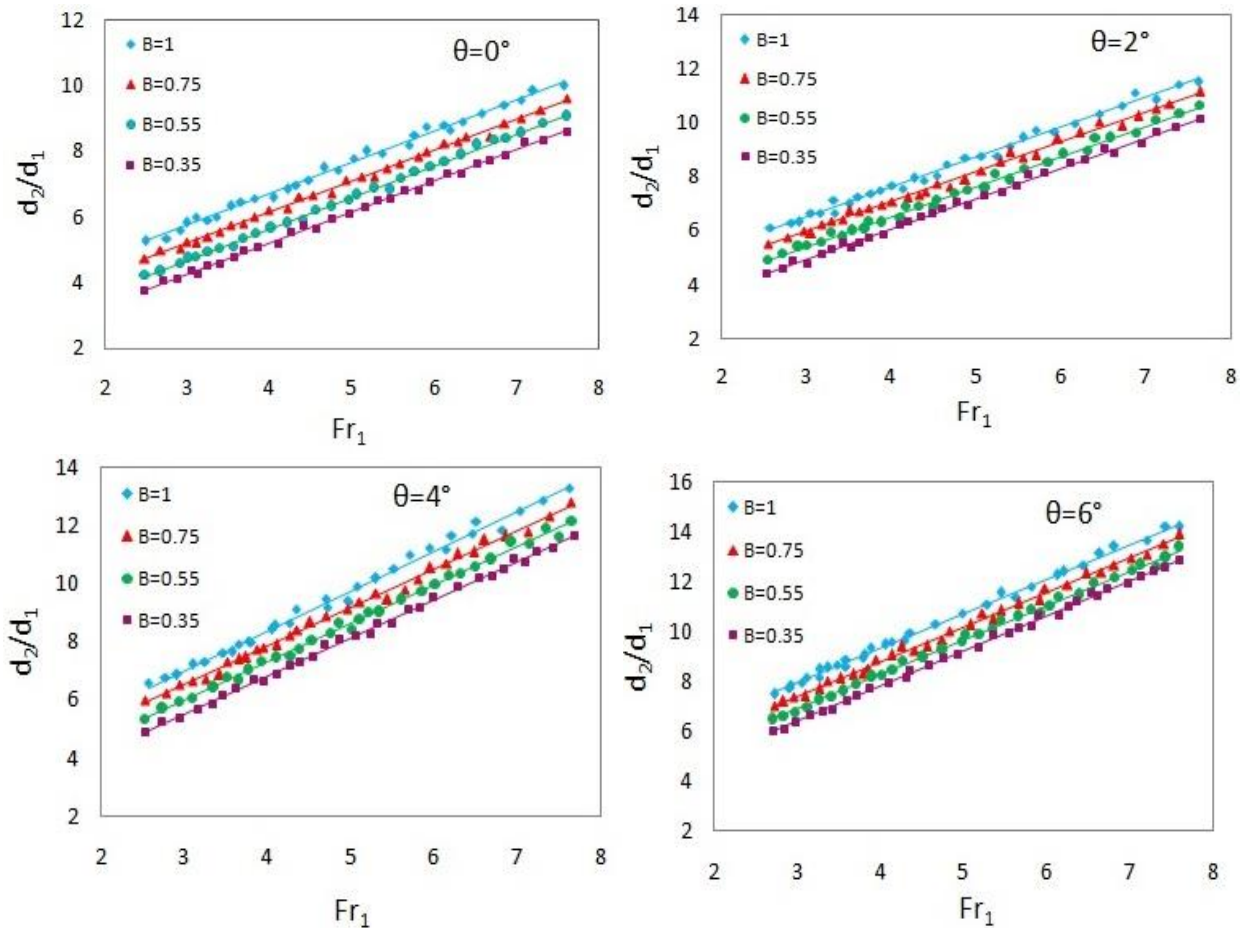 θ=0°
B=1
B=0.75
B=0.55
B=0.35
d₂/d₁
12
10
8
6
4
2
2 3 4 5 6 7 8
Fr₁
θ=2°
B=1
B=0.75
B=0.55
B=0.35
d₂/d₁
14
12
10
8
6
4
2
2 3 4 5 6 7 8
Fr₁
θ=4°
B=1
B=0.75
B=0.55
B=0.35
d₂/d₁
14
12
10
8
6
4
2
2 3 4 5 6 7 8
Fr₁
θ=6°
B=1
B=0.75
B=0.55
B=0.35
d₂/d₁
16
14
12
10
8
6
4
2
2 3 4 5 6 7 8
Fr₁